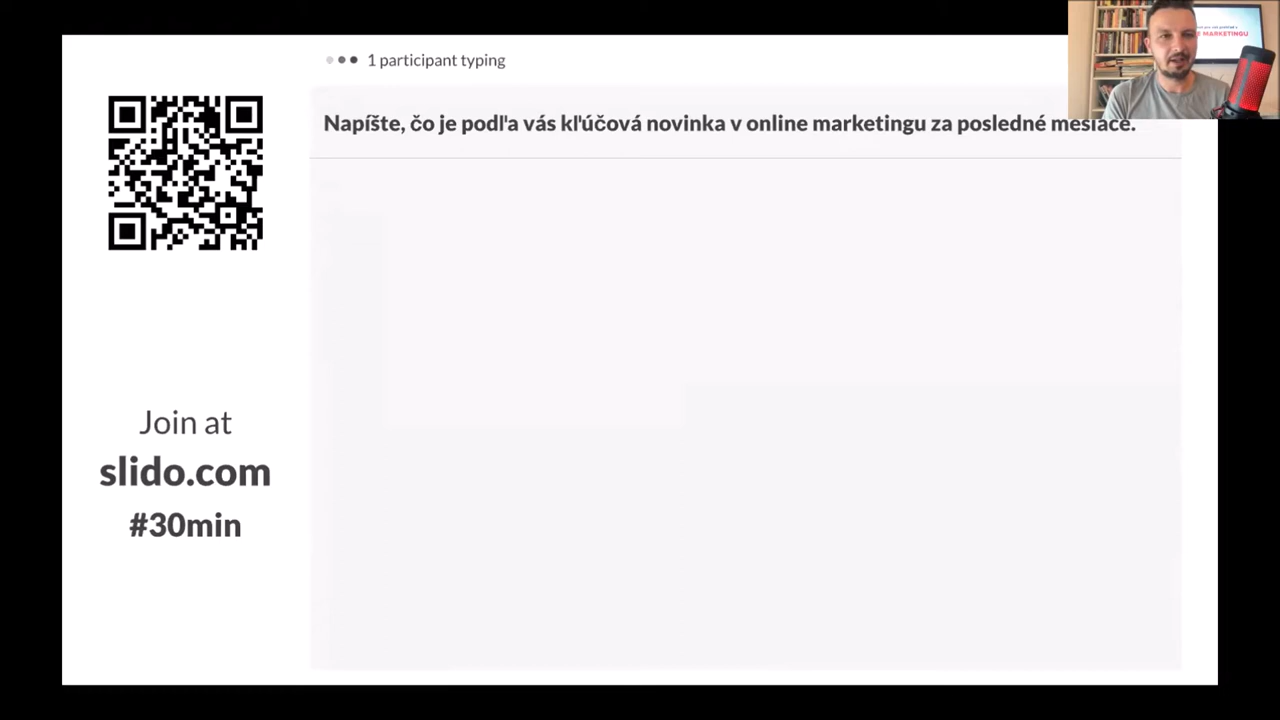 1 participant typing
Napíšte, čo je podľa vás kľúčová novinka v online marketingu za posledné mesiace.
Join at
slido.com
#30min
MARKETINGU